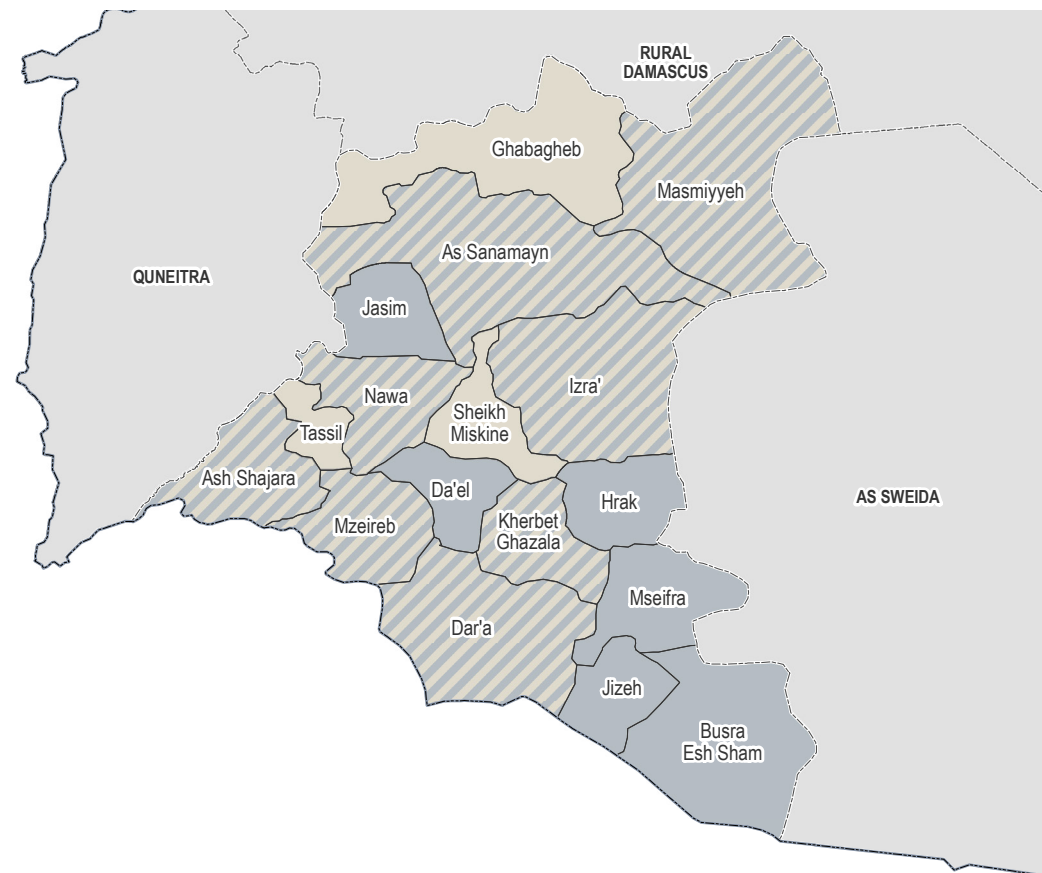 RURAL
DAMASCUS
Ghabagheb
Masmiyyeh
As Sanamayn
QUNEITRA
Jasim
Izra'
Nawa
Sheikh
Miskine
Tassil
Ash Shajara
Da'el
Hrak
AS SWEIDA
Mzeireb
Kherbet
Ghazala
Mseifra
Dar'a
Jizeh
Busra
Esh Sham